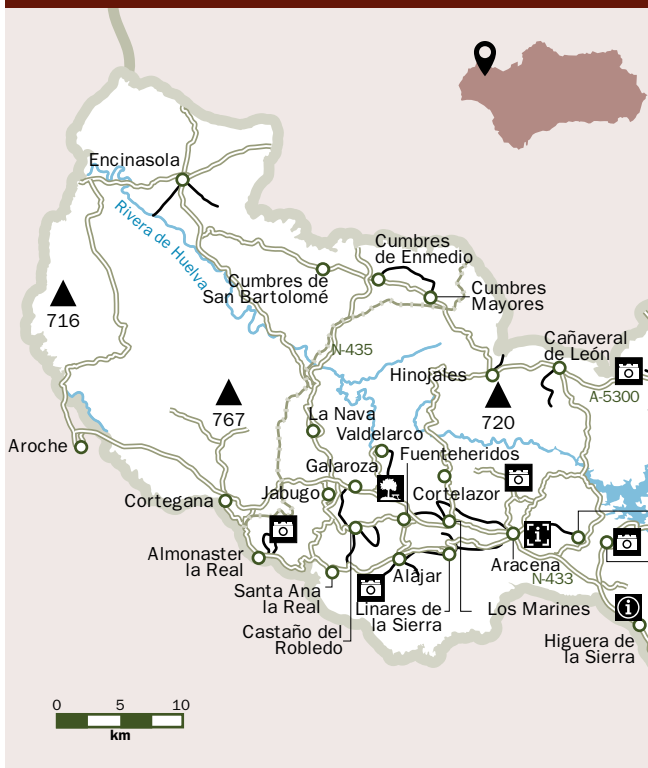 Encinasola
Rivera de Huelva
Cumbres
de Enmedio
Cumbres de
San Bartolomé
Cumbres
Mayores
716
N-435
Cañaveral
de León
Hinojales
A-5300
767
720
La Nava
Valdelarco
Aroche
Fuenteheridos
Galaroza
Cortegana
Jabugo
Cortelazor
Almonaster
la Real
Aracena
Alájar
N-433
Santa Ana
la Real
Linares de
la Sierra
Los Marines
Castaño del
Robledo
Higuera de
la Sierra
0 5 10
km